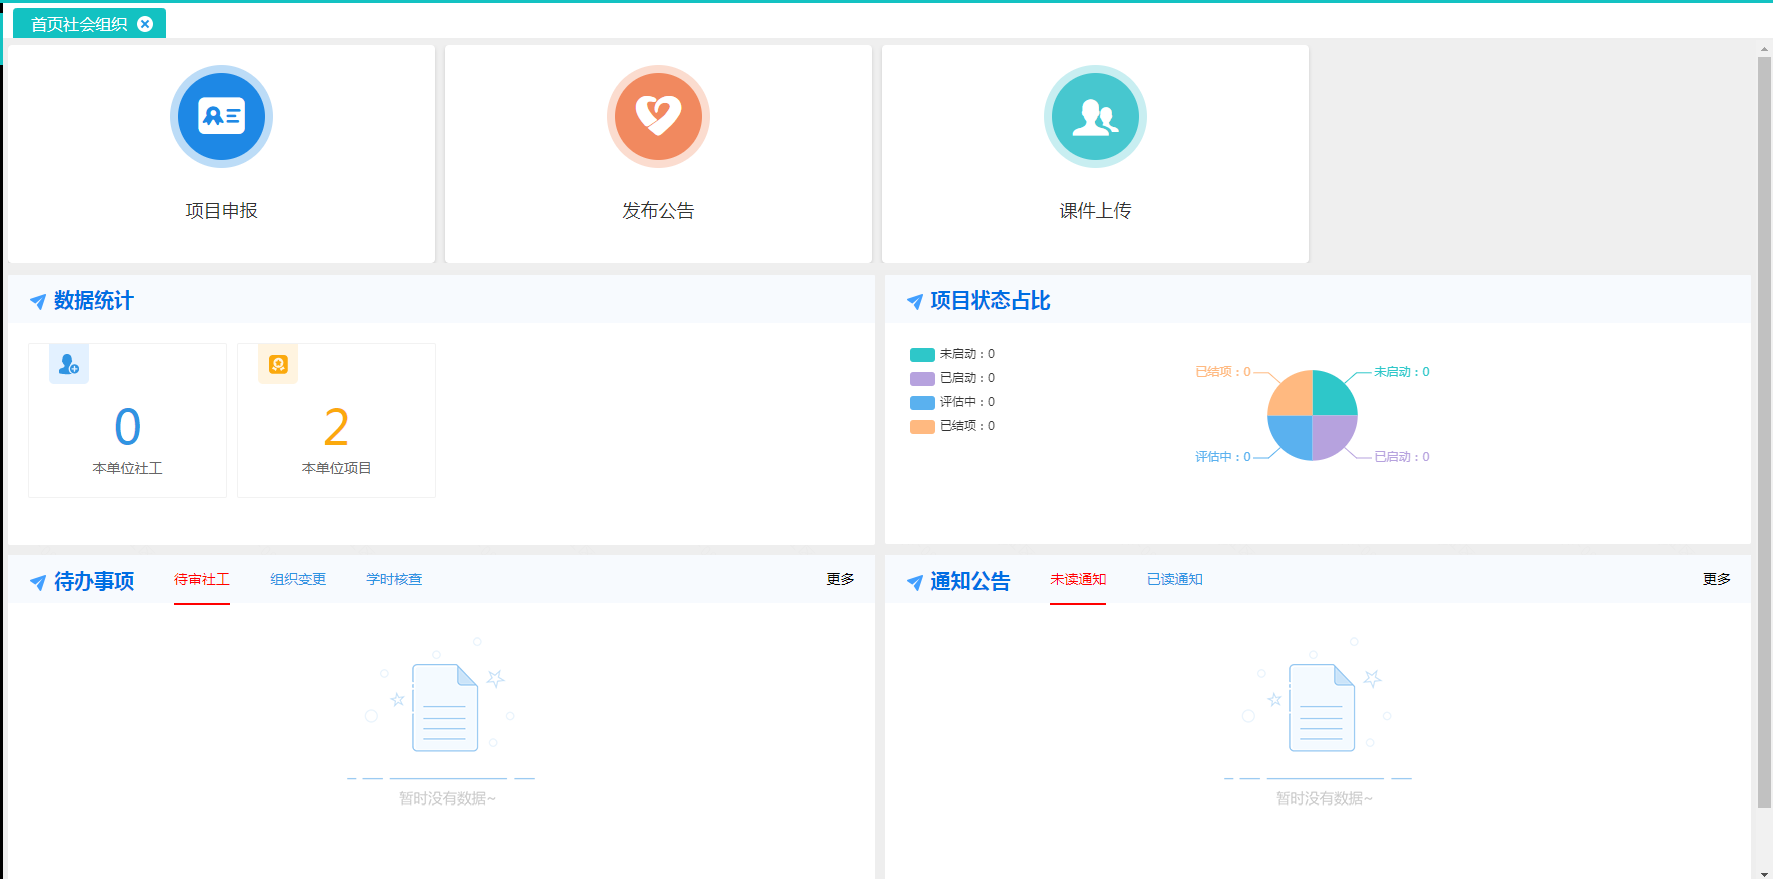 首页社会组织
项目申报
发布公告
课件上传
数据统计
0
本单位社工
2
本单位项目
项目状态占比
未启动：0
已启动：0
评估中：0
已结项：0
已结项：0
未启动：0
评估中：0
已启动：0
待办事项 待审社工 组织变更 学时核查 更多
暂时没有数据~
通知公告 未读通知 已读通知 更多
暂时没有数据~